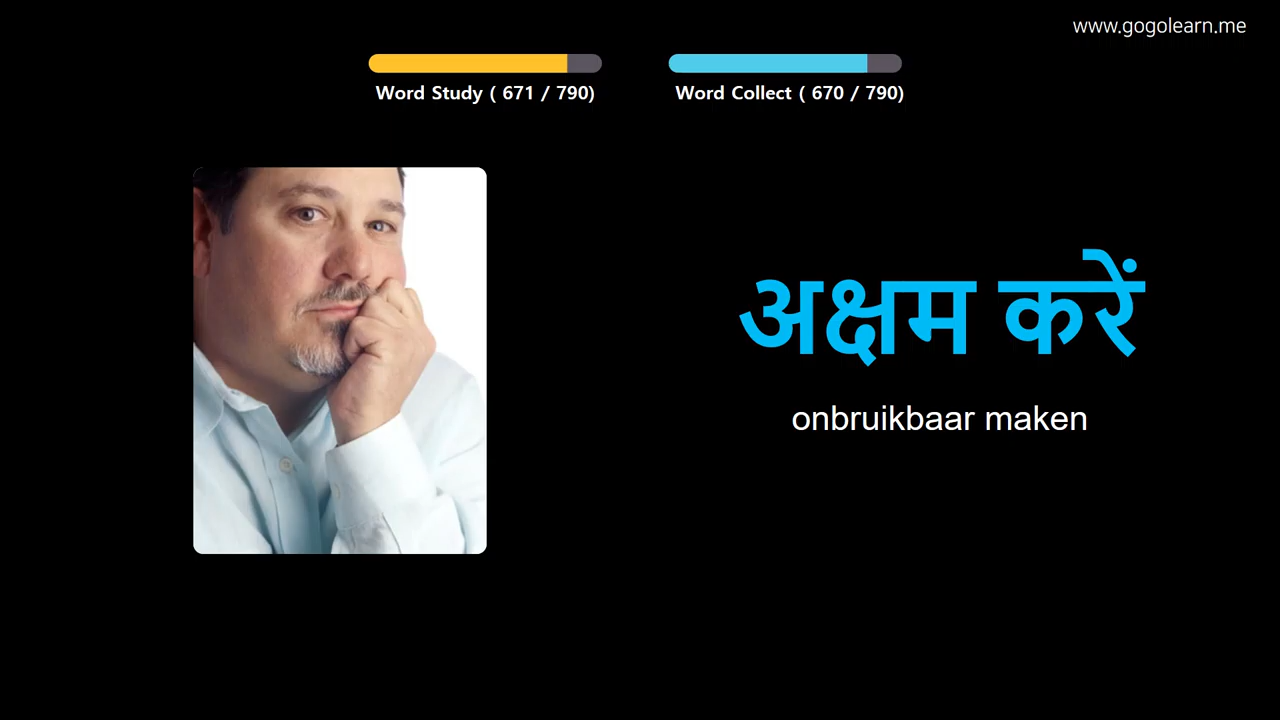 www.gogolearn.me
Word Study ( 671 / 790)
Word Collect ( 670 / 790)
अक्षम करें
onbruikbaar maken